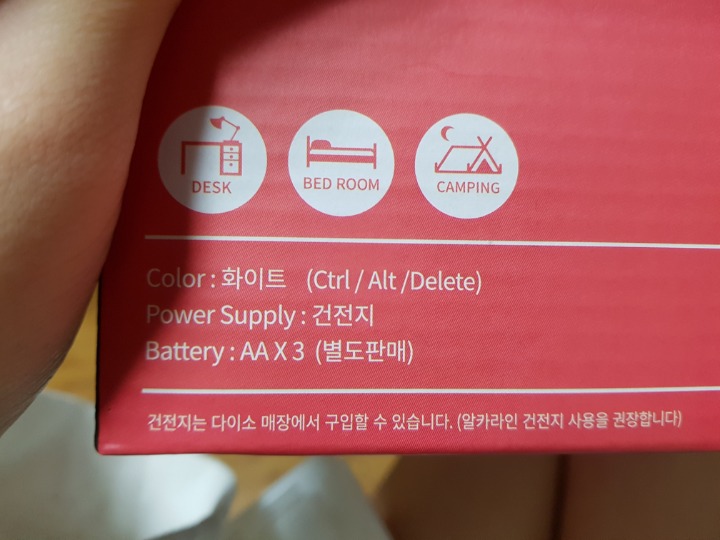 DESK
BED ROOM
CAMPING
Color : 화이트 (Ctrl / Alt /Delete)
Power Supply : 건전지
Battery : AA X 3 (별도판매)
건전지는 다이소 매장에서 구입할 수 있습니다. (알카라인 건전지 사용을 권장합니다)